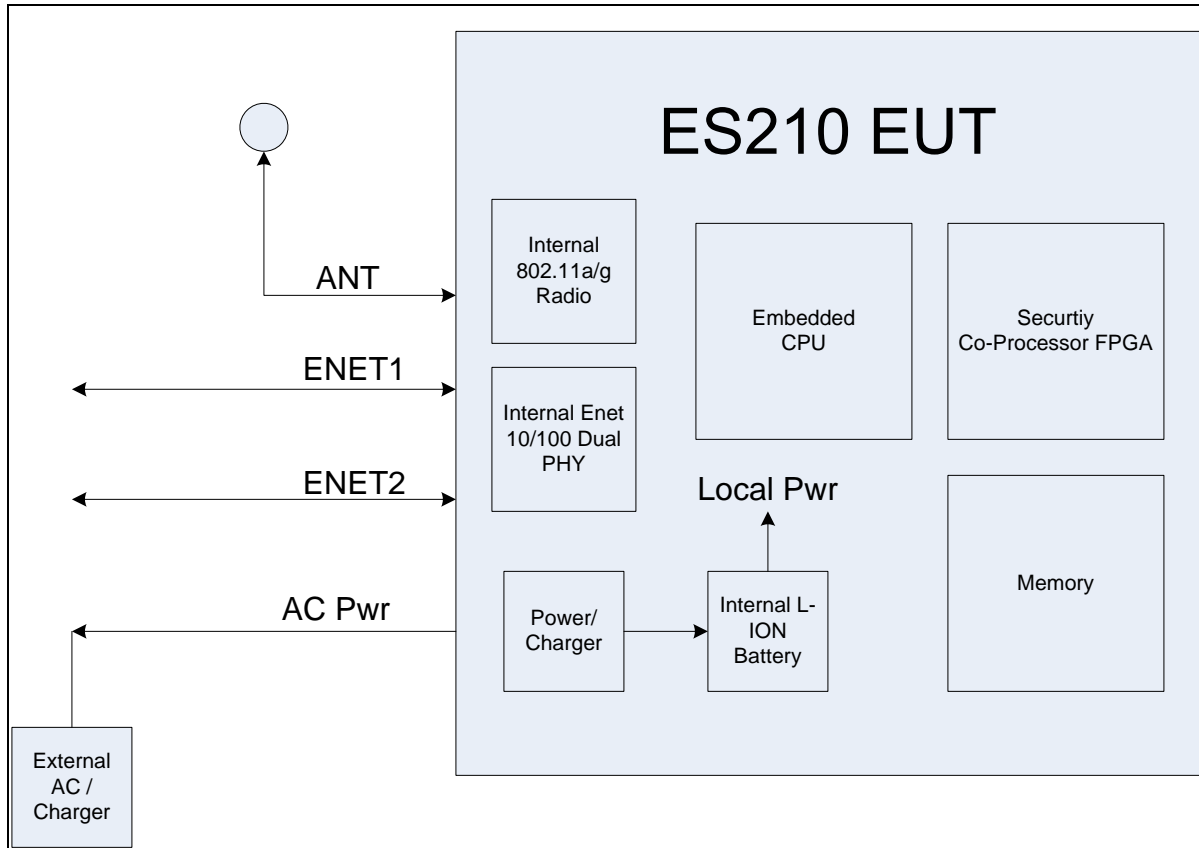 ES210 EUT
Internal
802.11a/g
Radio
Embedded
CPU
Securtiy
Co-Processor FPGA
ANT
ENET1
Internal Enet
10/100 Dual
PHY
ENET2
Local Pwr
Memory
AC Pwr
Power/
Charger
Internal L-
ION
Battery
External
AC /
Charger